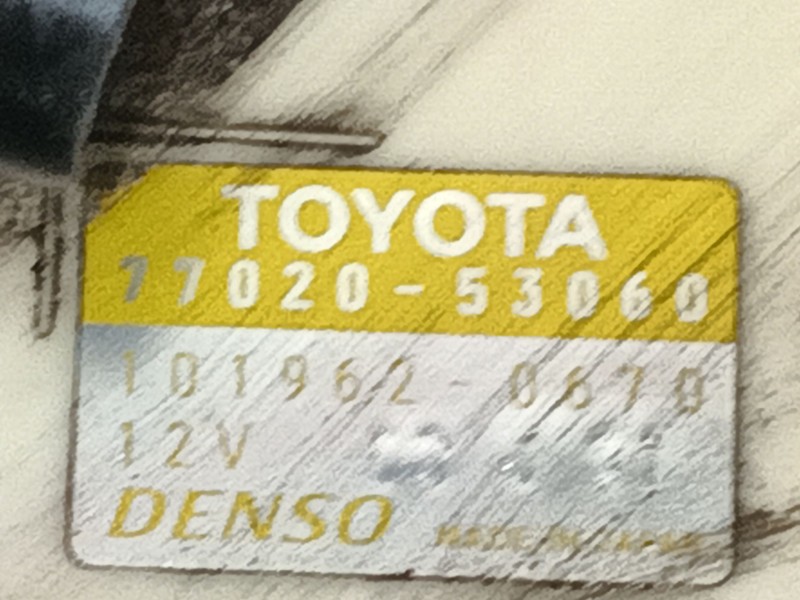 TOYOTA
77020-53060
101962-0670
12V
DENSO MADE IN JAPAN